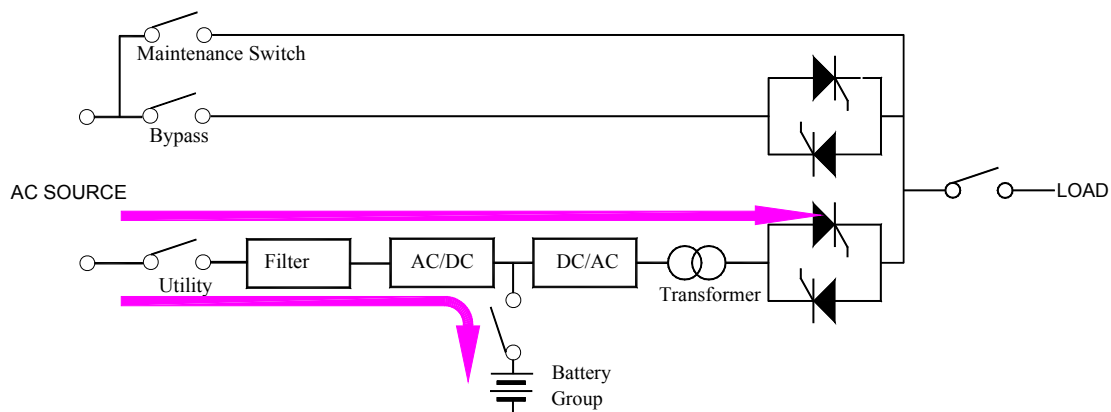 Maintenance Switch
Bypass
AC SOURCE
LOAD
Filter
AC/DC
DC/AC
Utility
Transformer
Battery
Group